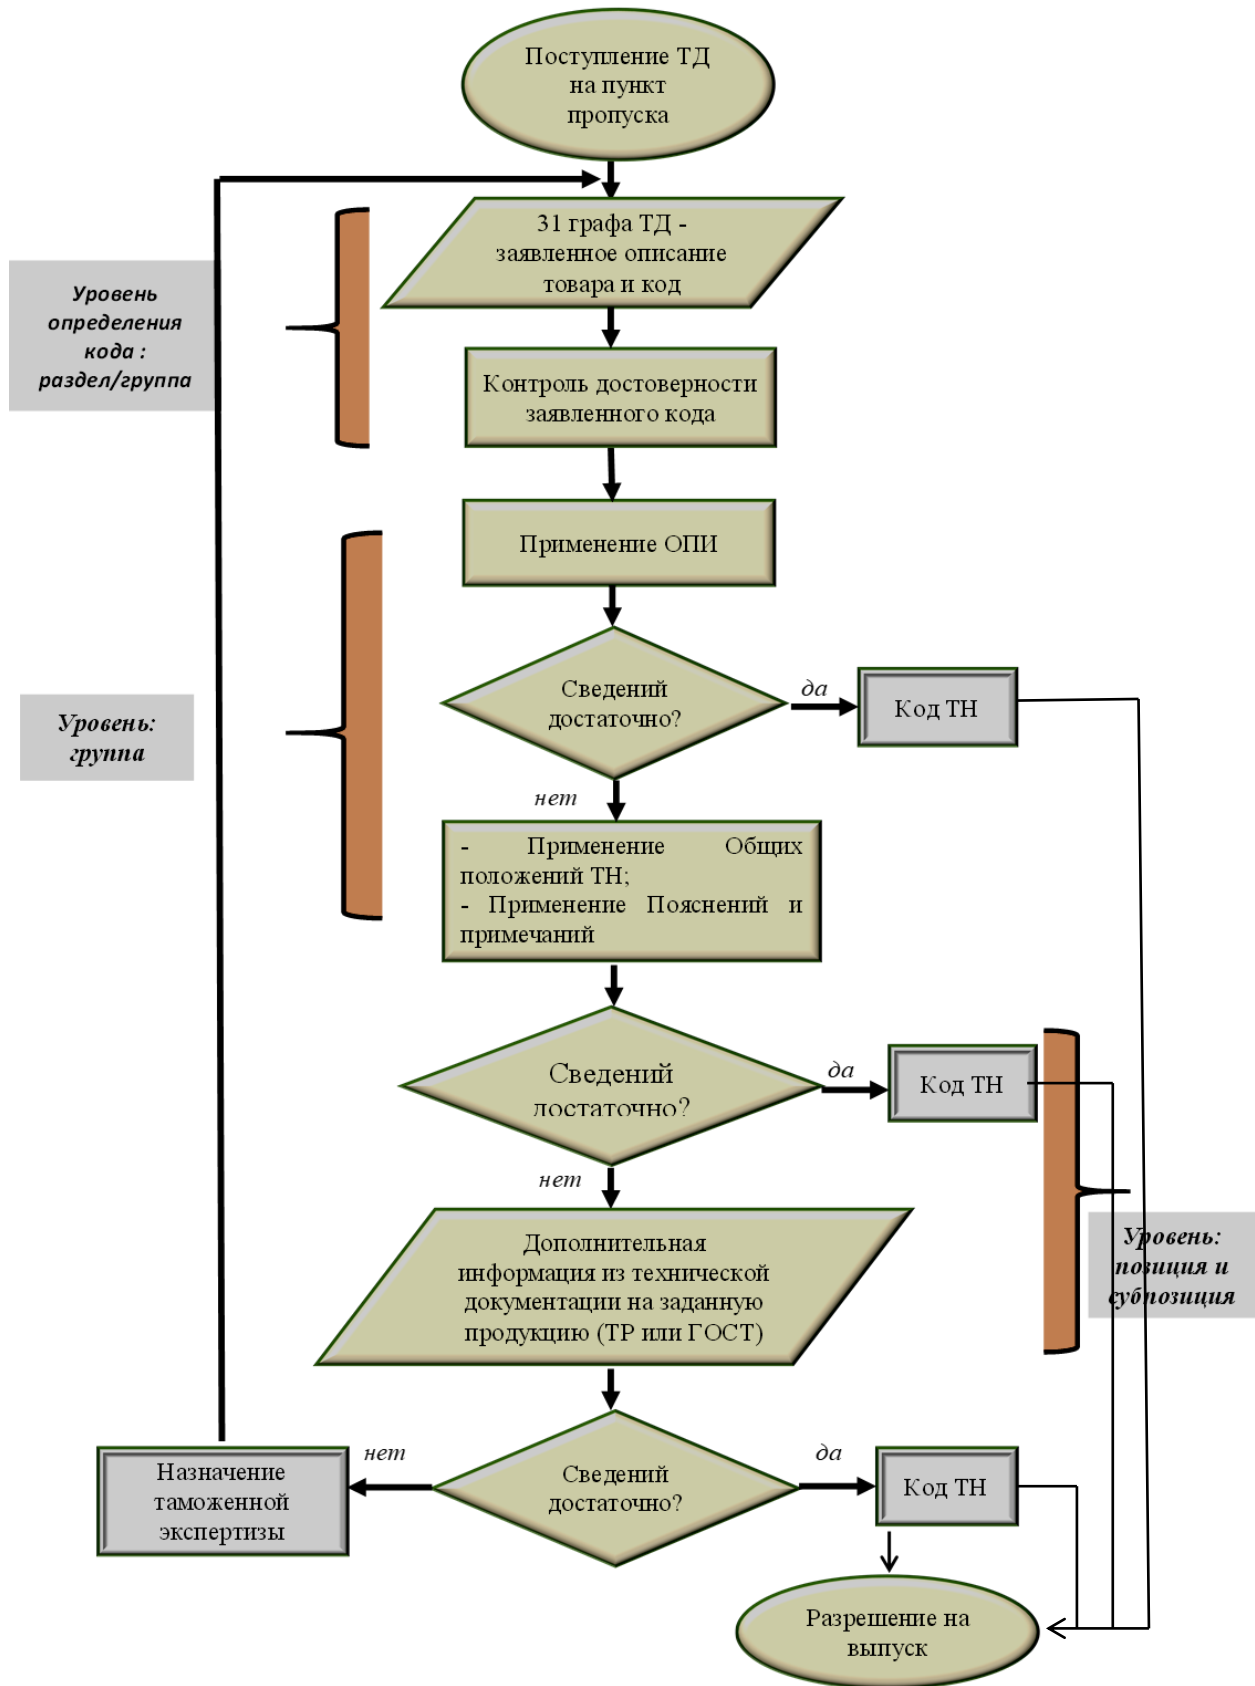 Поступление ТД
на пункт
пропуска
31 графа ТД -
заявленное описание
товара и код
Уровень
определения
кода :
раздел/группа
Контроль достоверности
заявленного кода
Применение ОПИ
Сведений
достаточно?
да
Код ТН
Уровень:
группа
нет
- Применение Общих
положений ТН;
- Применение Пояснений и
примечаний
Сведений
достаточно?
да
Код ТН
нет
Уровень:
позиция и
субпозиция
Дополнительная
информация из технической
документации на заданную
продукцию (ТР или ГОСТ)
Сведений
достаточно?
нет
да
Код ТН
Назначение
таможенной
экспертизы
Разрешение на
выпуск